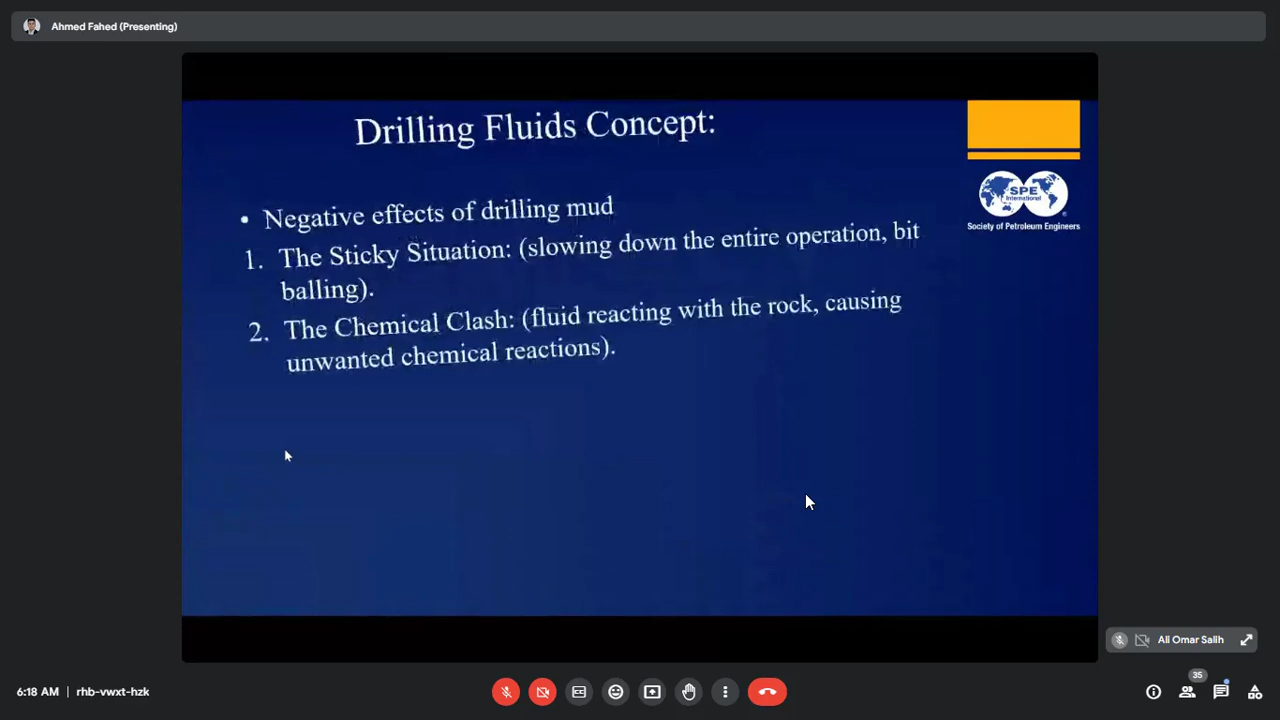 Ahmed Fahed (Presenting)
Drilling Fluids Concept:
• Negative effects of drilling mud
1. The Sticky Situation: (slowing down the entire operation, bit
balling).
2. The Chemical Clash: (fluid reacting with the rock, causing
unwanted chemical reactions).
SPE
International
Society of Petroleum Engineers
Ali Omar Salih
6:18 AM | rhb-vwxt-hzk
35